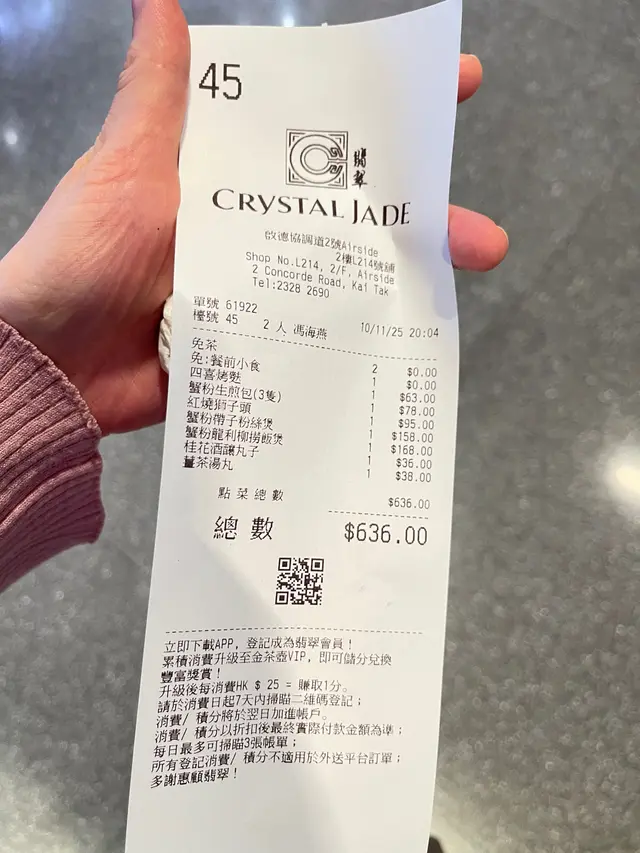 45
翡翠
CRYSTAL JADE
啟德協調道2號Airside
2樓L214號舖
Shop No.L214, 2/F, Airside
2 Concorde Road, Kai Tak
Tel:2328 2690
單號 61922
檯號 45 2 人 馮海燕 10/11/25 20:04
免茶 2 $0.00
免:餐前小食 1 $0.00
四喜烤麩 1 $63.00
蟹粉生煎包(3隻) 1 $78.00
紅燒獅子頭 1 $95.00
蟹粉帶子粉絲煲 1 $158.00
蟹粉龍利柳撈飯煲 1 $168.00
桂花酒釀丸子 1 $36.00
薑茶湯丸 1 $38.00
點菜總數 $636.00
總數 $636.00
立即下載APP，登記成為翡翠會員！
累積消費升級至金茶壺VIP，即可儲分兌換
豐富獎賞！
升級後每消費HK $ 25 = 賺取1分。
請於消費日起7天內掃瞄二維碼登記；
消費/ 積分將於翌日加進帳戶。
消費/ 積分以折扣後最終實際付款金額為準；
每日最多可掃瞄3張帳單；
所有登記消費/ 積分不適用於外送平台訂單；
多謝惠顧翡翠！